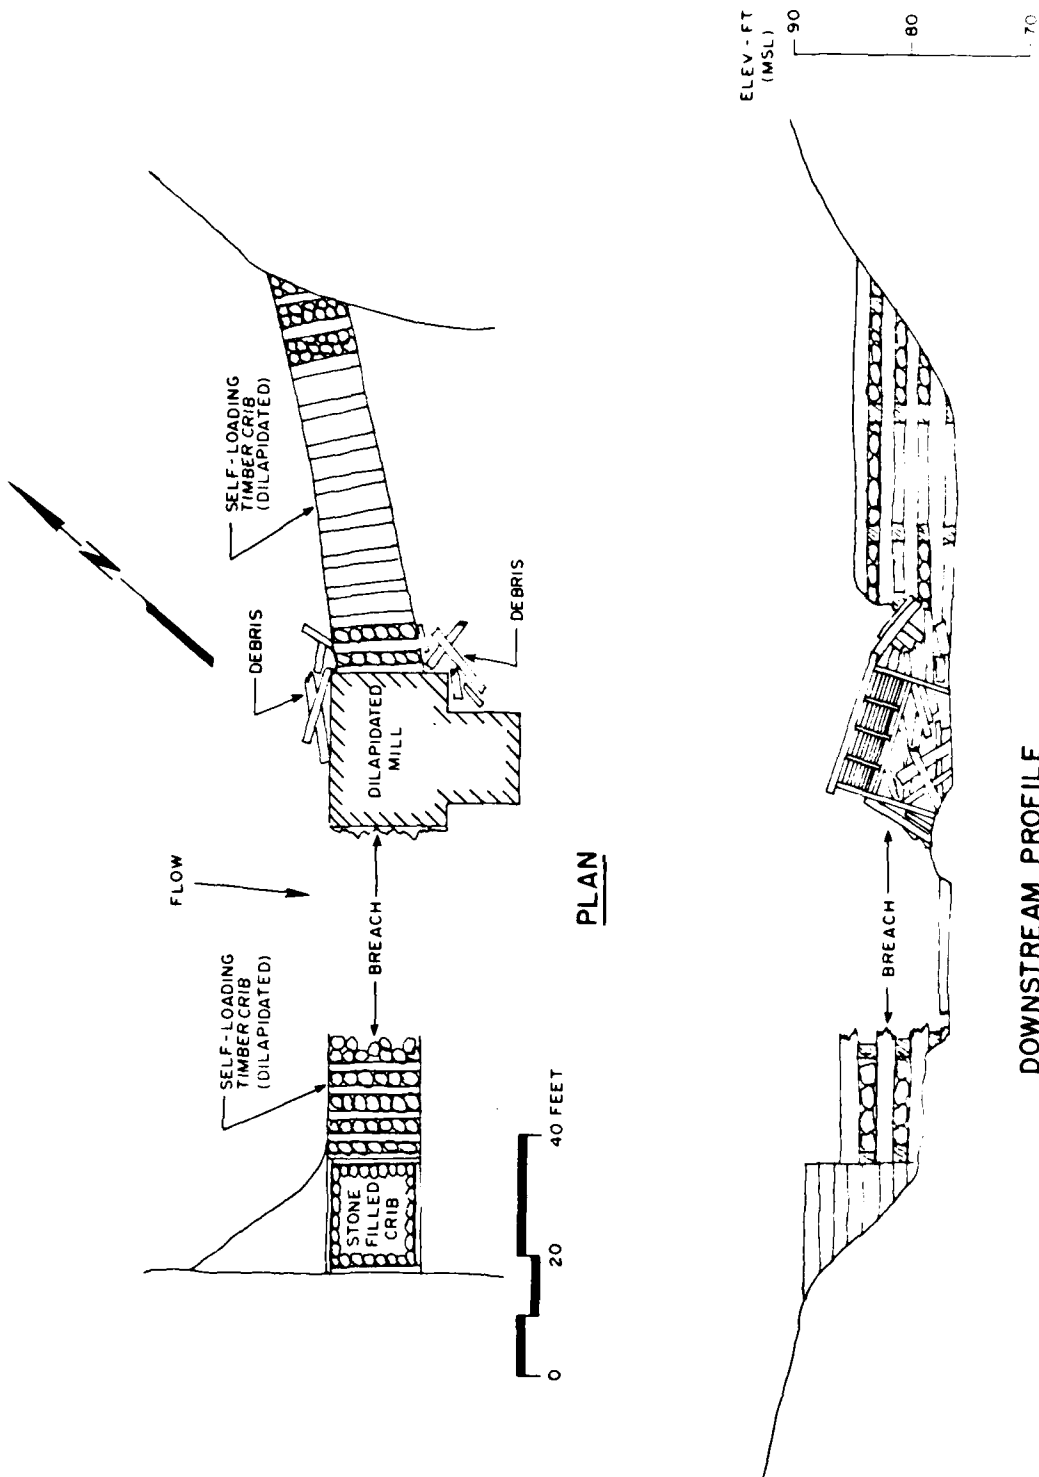 SELF-LOADING
TIMBER CRIB
(DILAPIDATED)
FLOW
DEBRIS
SELF-LOADING
TIMBER CRIB
(DILAPIDATED)
N
STONE
FILLED
CRIB
BREACH
DILAPIDATED
MILL
DEBRIS
0
20
40 FEET
PLAN
ELEV-FT
(MSL)
90
80
70
BREACH
DOWNSTREAM PROFILE